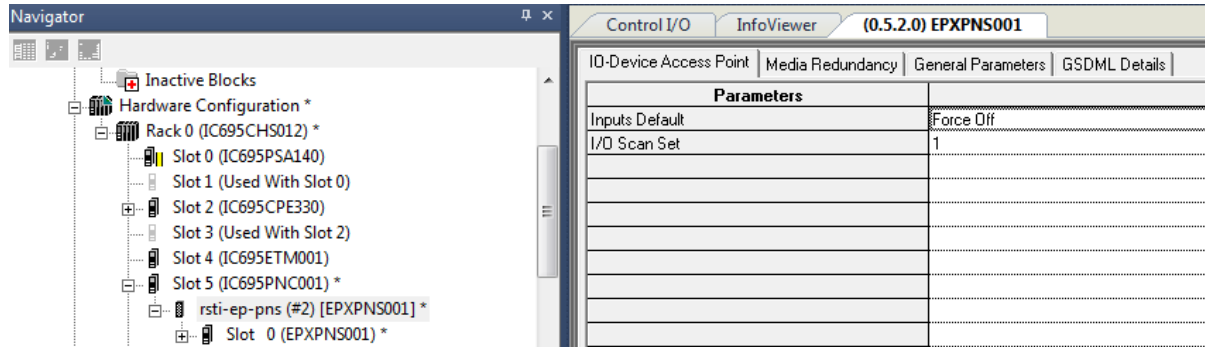 Navigator
Inactive Blocks
Hardware Configuration *
Rack 0 (IC695CHS012) *
Slot 0 (IC695PSA140)
Slot 1 (Used With Slot 0)
Slot 2 (IC695CPE330)
Slot 3 (Used With Slot 2)
Slot 4 (IC695ETM001)
Slot 5 (IC695PNC001) *
rsti-ep-pns (#2) [EPXPNS001] *
Slot 0 (EPXPNS001) *
Control I/O InfoViewer (0.5.2.0) EPXPNS001
IO-Device Access Point Media Redundancy General Parameters GSDML Details
Parameters
Inputs Default Force Off
I/O Scan Set 1